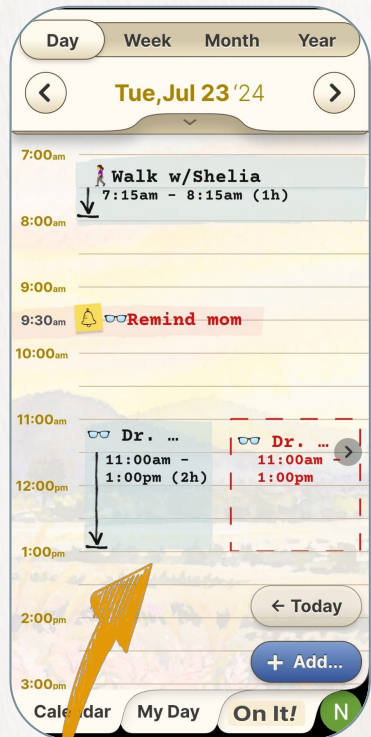 Day Week Month Year
Tue,Jul 23 '24
7:00am
Walk w/Shelia
7:15am - 8:15am (1h)
8:00am
9:00am
9:30am Remind mom
10:00am
11:00am
Dr. … Dr. …
11:00am - 11:00am -
1:00pm (2h) 1:00pm
12:00pm
1:00pm
← Today
2:00pm
+ Add...
3:00pm
Calendar My Day On It! N